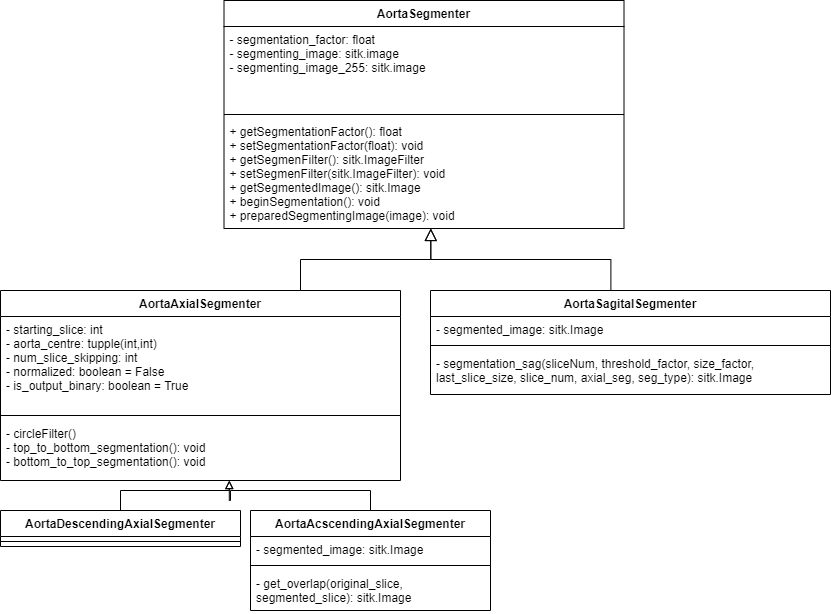 AortaSegmenter
- segmentation_factor: float
- segmenting_image: sitk.image
- segmenting_image_255: sitk.image
+ getSegmentationFactor(): float
+ setSegmentationFactor(float): void
+ getSegmenFilter(): sitk.ImageFilter
+ setSegmenFilter(sitk.ImageFilter): void
+ getSegmentedImage(): sitk.Image
+ beginSegmentation(): void
+ preparedSegmentingImage(image): void
AortaAxialSegmenter
- starting_slice: int
- aorta_centre: tupple(int,int)
- num_slice_skipping: int
- normalized: boolean = False
- is_output_binary: boolean = True
- circleFilter()
- top_to_bottom_segmentation(): void
- bottom_to_top_segmentation(): void
AortaSagitalSegmenter
- segmented_image: sitk.Image
- segmentation_sag(sliceNum, threshold_factor, size_factor,
last_slice_size, slice_num, axial_seg, seg_type): sitk.Image
AortaDescendingAxialSegmenter
AortaAcscendingAxialSegmenter
- segmented_image: sitk.Image
- get_overlap(original_slice,
segmented_slice): sitk.Image